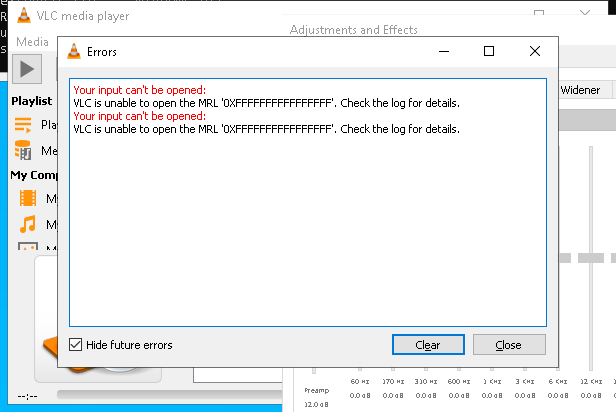 VLC media player
Adjustments and Effects
Media
Errors
Your input can't be opened:
VLC is unable to open the MRL '0XFFFFFFFFFFFFFFFF'. Check the log for details.
Your input can't be opened:
VLC is unable to open the MRL '0XFFFFFFFFFFFFFFFF'. Check the log for details.
Widener
Playlist
My
Hide future errors
Clear
Close
60 Hz
170 Hz
310 Hz
600 Hz
1 KHz
3 KHz
6 KHz
12 KHz
Preamp
12.0 dB
0.0 dB
0.0 dB
0.0 dB
0.0 dB
0.0 dB
0.0 dB
0.0 dB
0.0 dB
--:--